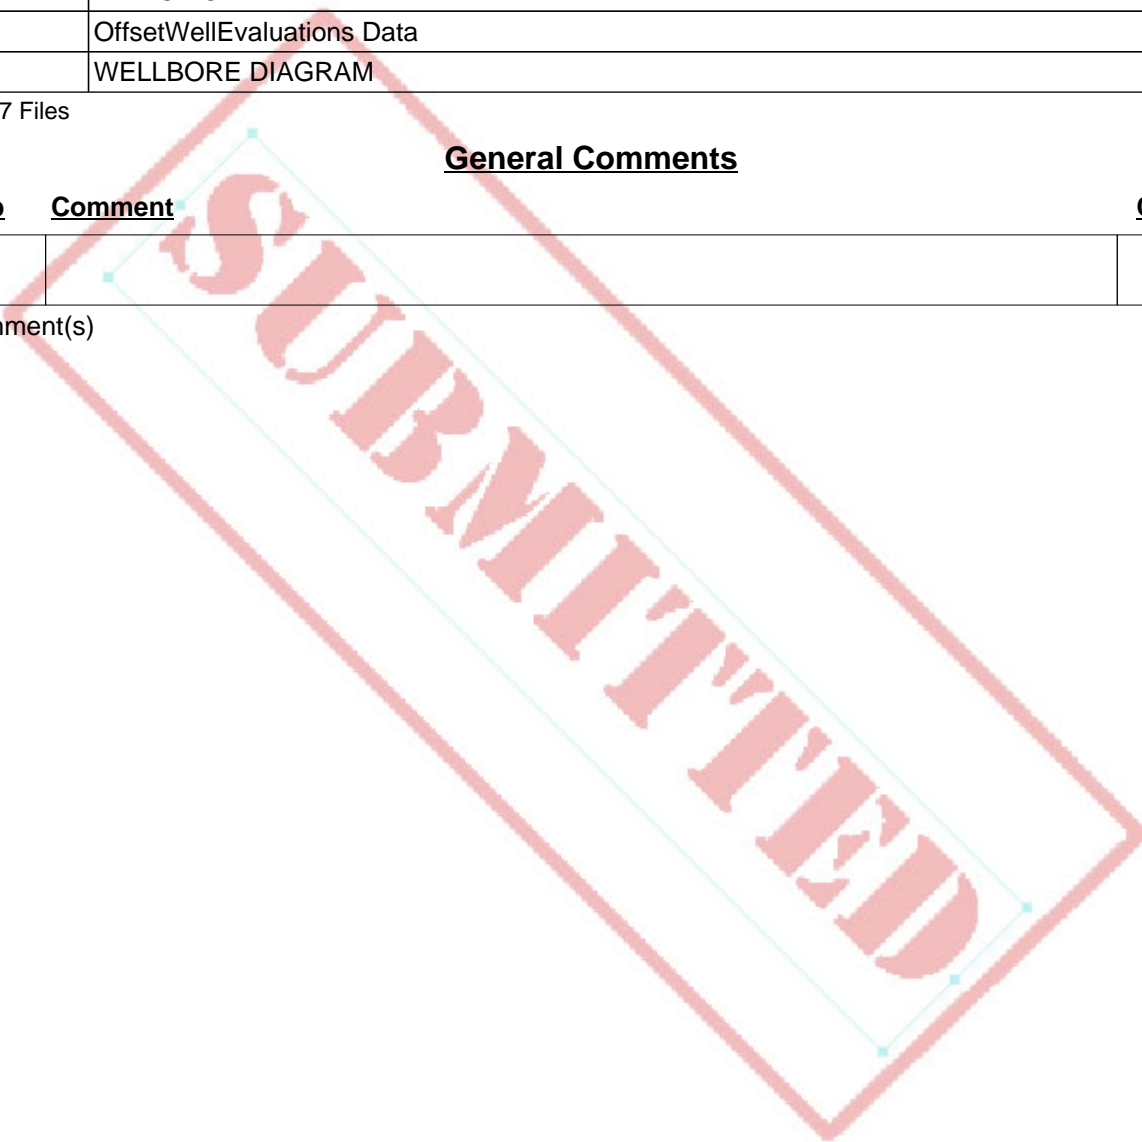 OffsetWellEvaluations Data
WELLBORE DIAGRAM
7 Files
General Comments
Comment
ment(s)
SUBMITTED